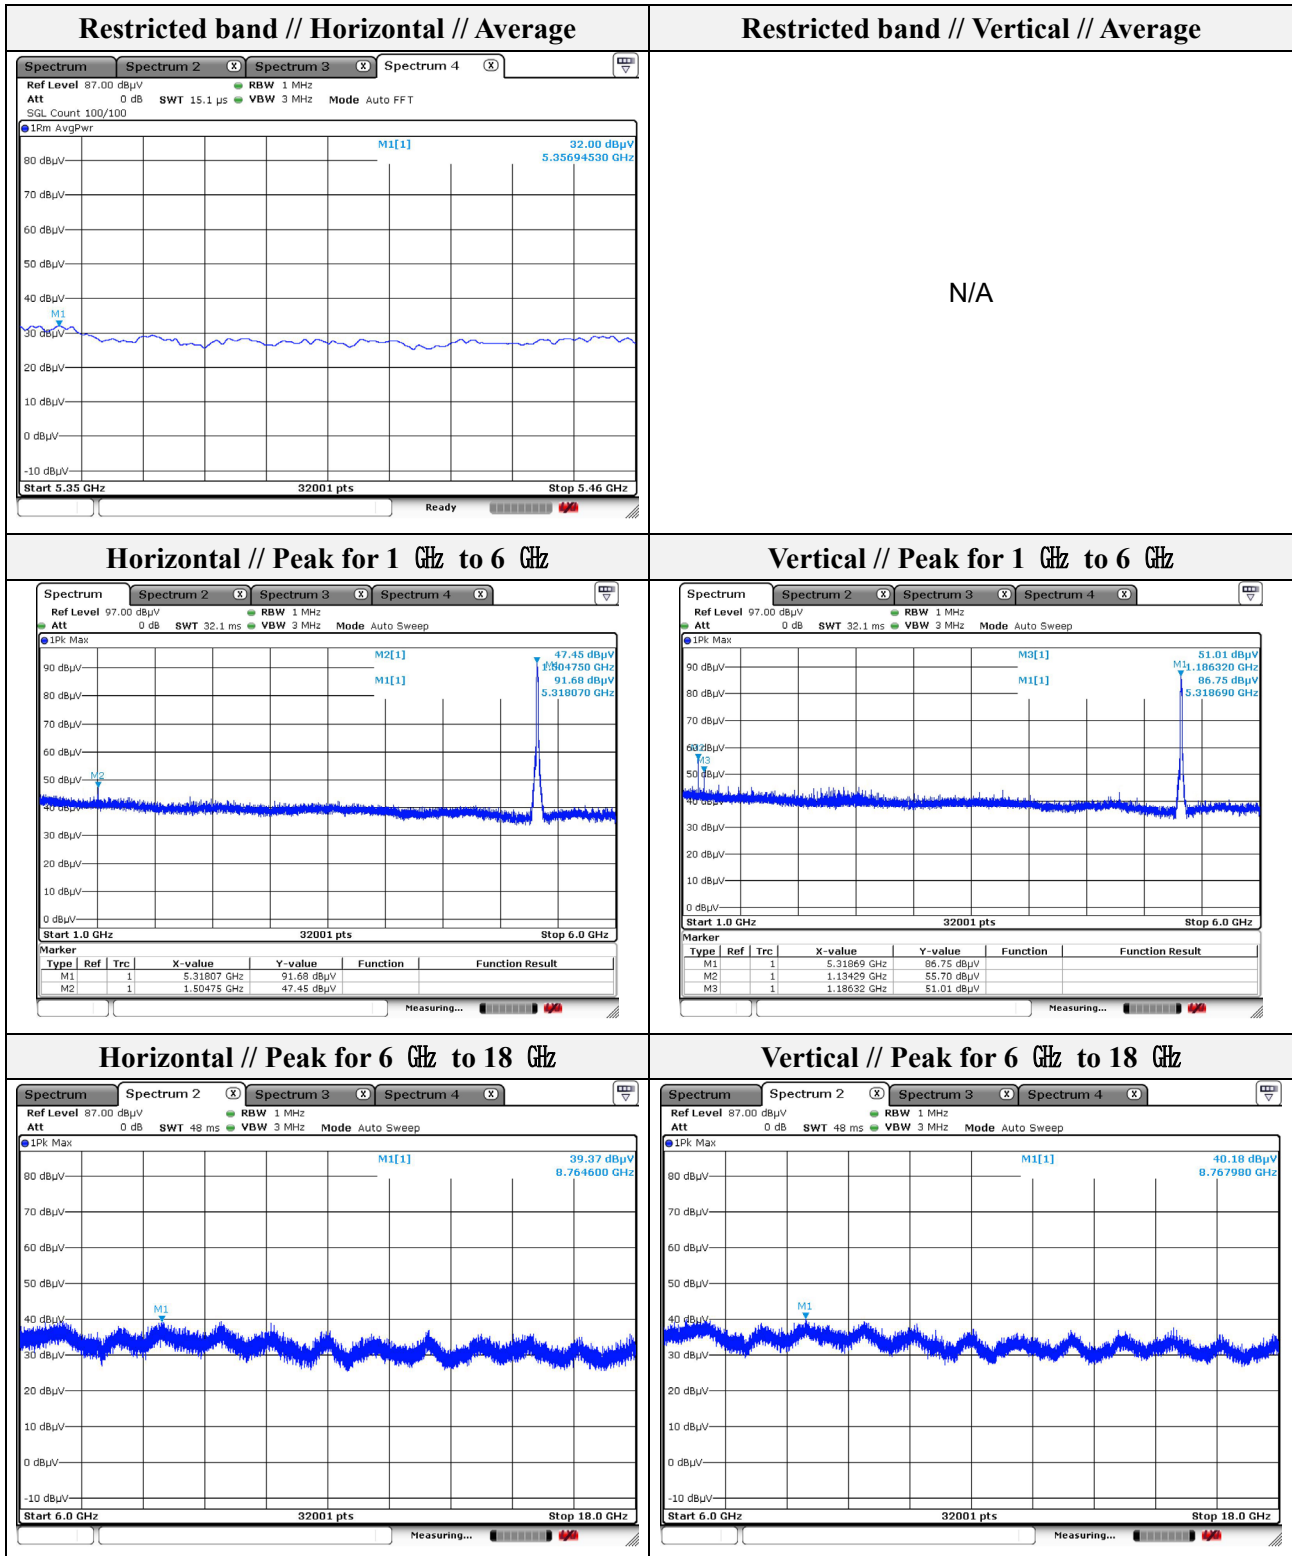 Restricted band // Horizontal // Average
Restricted band // Vertical // Average
Spectrum Spectrum 2 X Spectrum 3 X Spectrum 4 X
Ref Level 87.00 dBµV RBW 1 MHz
Att 0 dB SWT 15.1 µs VBW 3 MHz Mode Auto FFT
SGL Count 100/100
1Rm AvgPwr
M1[1] 32.00 dBµV
5.35694530 GHz
80 dBµV
70 dBµV
60 dBµV
50 dBµV
40 dBµV
M1
30 dBµV
20 dBµV
10 dBµV
0 dBµV
-10 dBµV
Start 5.35 GHz 32001 pts Stop 5.46 GHz
Ready
N/A
Horizontal // Peak for 1 ㎓ to 6 ㎓
Vertical // Peak for 1 ㎓ to 6 ㎓
Spectrum Spectrum 2 X Spectrum 3 X Spectrum 4 X
Ref Level 97.00 dBµV RBW 1 MHz
Att 0 dB SWT 32.1 ms VBW 3 MHz Mode Auto Sweep
1Pk Max
M2[1] 47.45 dBµV
M1
1.504750 GHz
M1[1] 91.68 dBµV
5.318070 GHz
90 dBµV
80 dBµV
70 dBµV
60 dBµV
50 dBµV
M2
40 dBµV
30 dBµV
20 dBµV
10 dBµV
0 dBµV
Start 1.0 GHz 32001 pts Stop 6.0 GHz
Marker
Type Ref Trc X-value Y-value Function Function Result
M1 1 5.31807 GHz 91.68 dBµV
M2 1 1.50475 GHz 47.45 dBµV
Measuring...
Spectrum Spectrum 2 X Spectrum 3 X Spectrum 4 X
Ref Level 97.00 dBµV RBW 1 MHz
Att 0 dB SWT 32.1 ms VBW 3 MHz Mode Auto Sweep
1Pk Max
M3[1] 51.01 dBµV
M1
1.186320 GHz
M1[1] 86.75 dBµV
5.318690 GHz
90 dBµV
80 dBµV
70 dBµV
60 dBµV
M2
M3
50 dBµV
40 dBµV
30 dBµV
20 dBµV
10 dBµV
0 dBµV
Start 1.0 GHz 32001 pts Stop 6.0 GHz
Marker
Type Ref Trc X-value Y-value Function Function Result
M1 1 5.31869 GHz 86.75 dBµV
M2 1 1.13429 GHz 55.70 dBµV
M3 1 1.18632 GHz 51.01 dBµV
Measuring...
Horizontal // Peak for 6 ㎓ to 18 ㎓
Vertical // Peak for 6 ㎓ to 18 ㎓
Spectrum Spectrum 2 X Spectrum 3 X Spectrum 4 X
Ref Level 87.00 dBµV RBW 1 MHz
Att 0 dB SWT 48 ms VBW 3 MHz Mode Auto Sweep
1Pk Max
M1[1] 39.37 dBµV
8.764600 GHz
80 dBµV
70 dBµV
60 dBµV
50 dBµV
M1
40 dBµV
30 dBµV
20 dBµV
10 dBµV
0 dBµV
-10 dBµV
Start 6.0 GHz 32001 pts Stop 18.0 GHz
Measuring...
Spectrum Spectrum 2 X Spectrum 3 X Spectrum 4 X
Ref Level 87.00 dBµV RBW 1 MHz
Att 0 dB SWT 48 ms VBW 3 MHz Mode Auto Sweep
1Pk Max
M1[1] 40.18 dBµV
8.767980 GHz
80 dBµV
70 dBµV
60 dBµV
50 dBµV
M1
40 dBµV
30 dBµV
20 dBµV
10 dBµV
0 dBµV
-10 dBµV
Start 6.0 GHz 32001 pts Stop 18.0 GHz
Measuring...